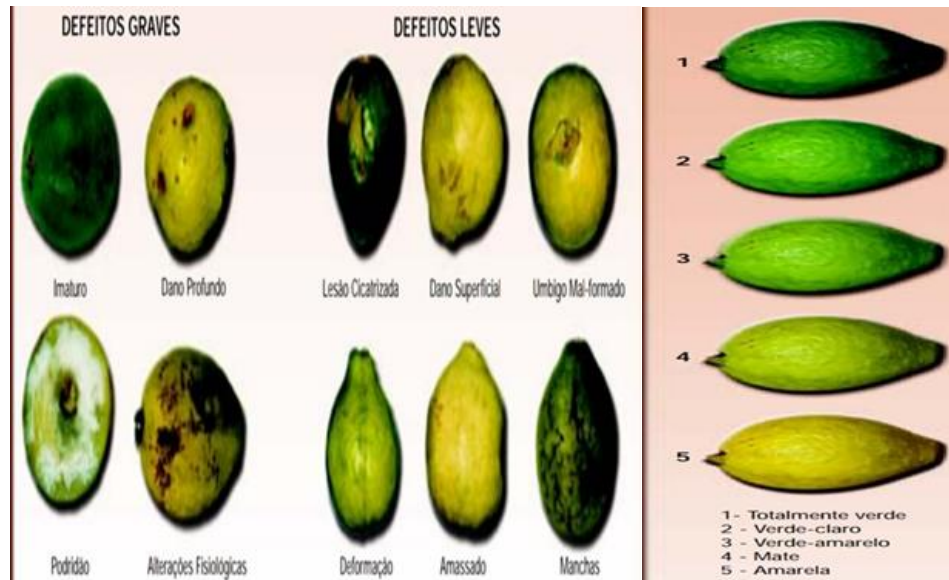 DEFEITOS GRAVES
DEFEITOS LEVES
Imaturo
Dano Profundo
Lesão Cicatrizada
Dano Superficial
Umbigo Mal-formado
Podridão
Alterações Fisiológicas
Deformação
Amassado
Manchas
1
2
3
4
5
1- Totalmente verde
2 - Verde-claro
3 - Verde-amarelo
4 - Mate
5 - Amarela